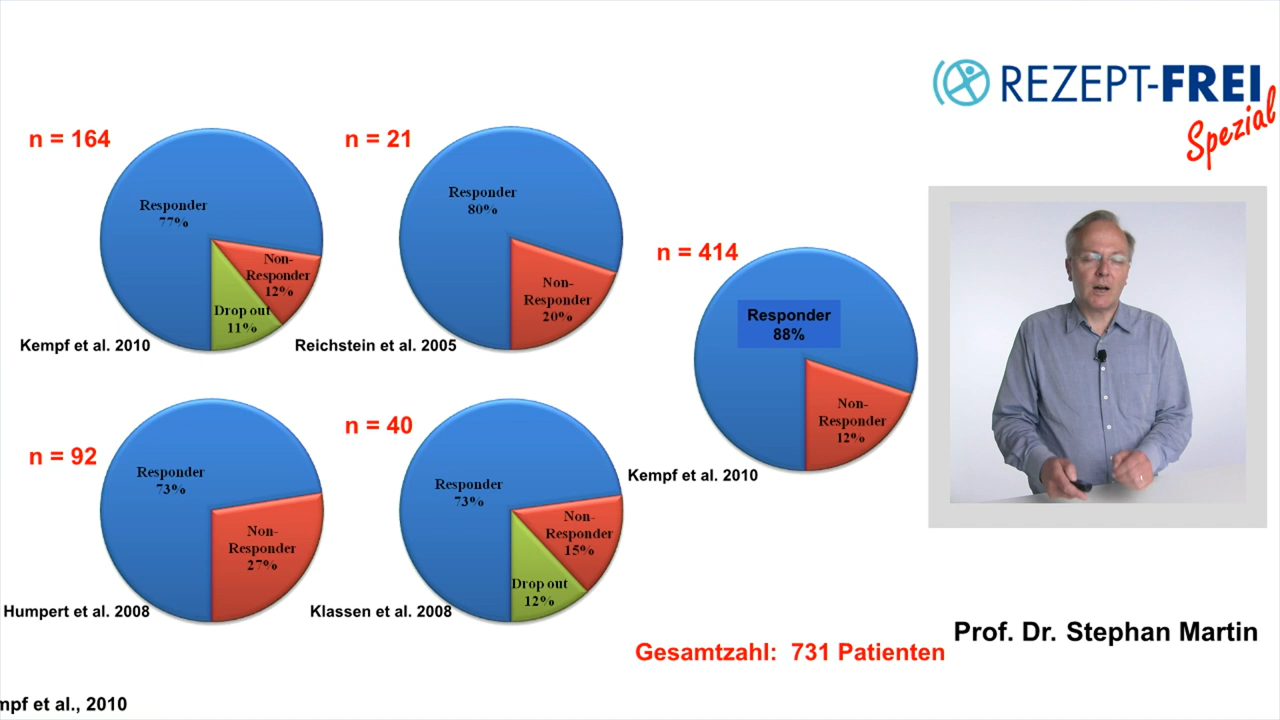 REZEPT-FREI
Spezial
n = 164
Responder
77%
Non-
Responder
12%
Drop out
11%
Kempf et al. 2010
n = 21
Responder
80%
Non-
Responder
20%
Reichstein et al. 2005
n = 414
Responder
88%
Non-
Responder
12%
Kempf et al. 2010
n = 92
Responder
73%
Non-
Responder
27%
Humpert et al. 2008
n = 40
Responder
73%
Non-
Responder
15%
Drop out
12%
Klassen et al. 2008
Gesamtzahl: 731 Patienten
Prof. Dr. Stephan Martin
mpf et al., 2010